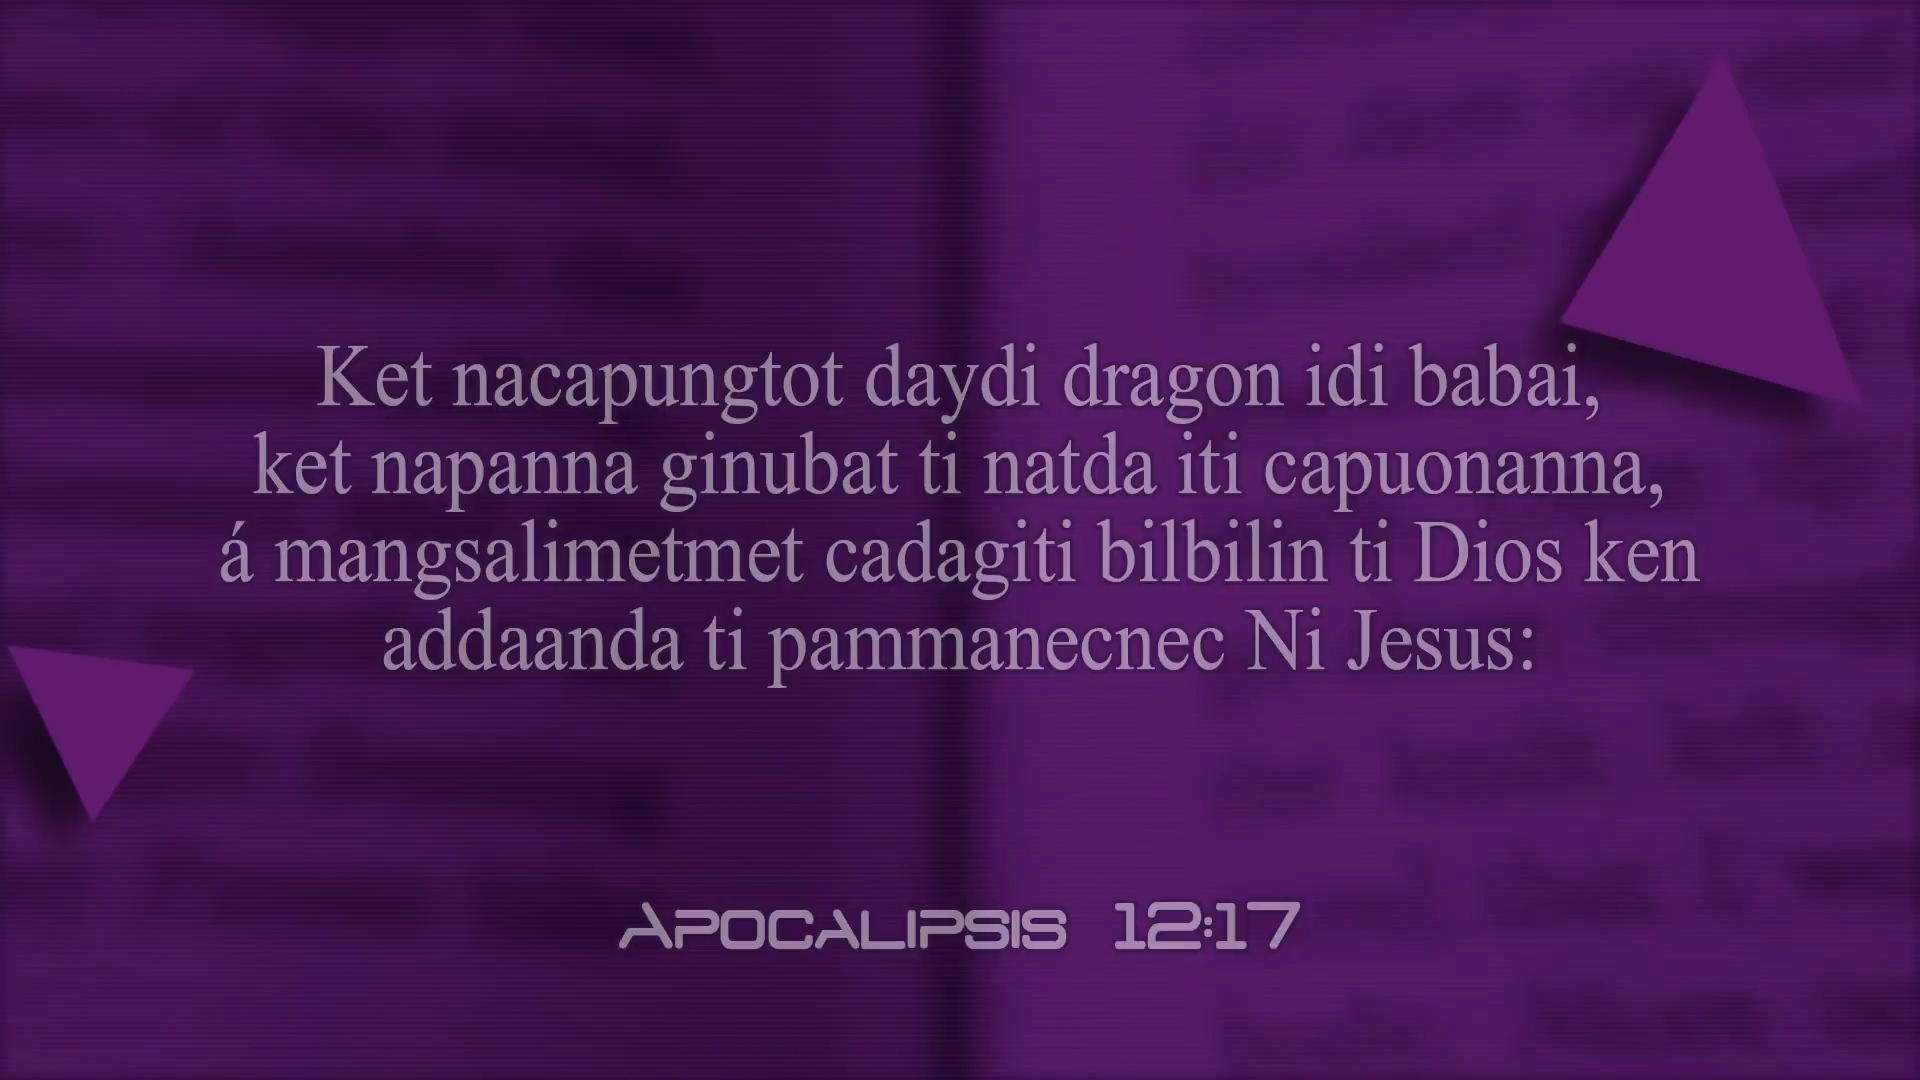 Ket nacapungtot daydi dragon idi babai,
ket napanna ginubat ti natda iti capuonanna,
á mangsalimetmet cadagiti bilbilin ti Dios ken
addaanda ti pammanecnec Ni Jesus:
Apocalipsis 12:17